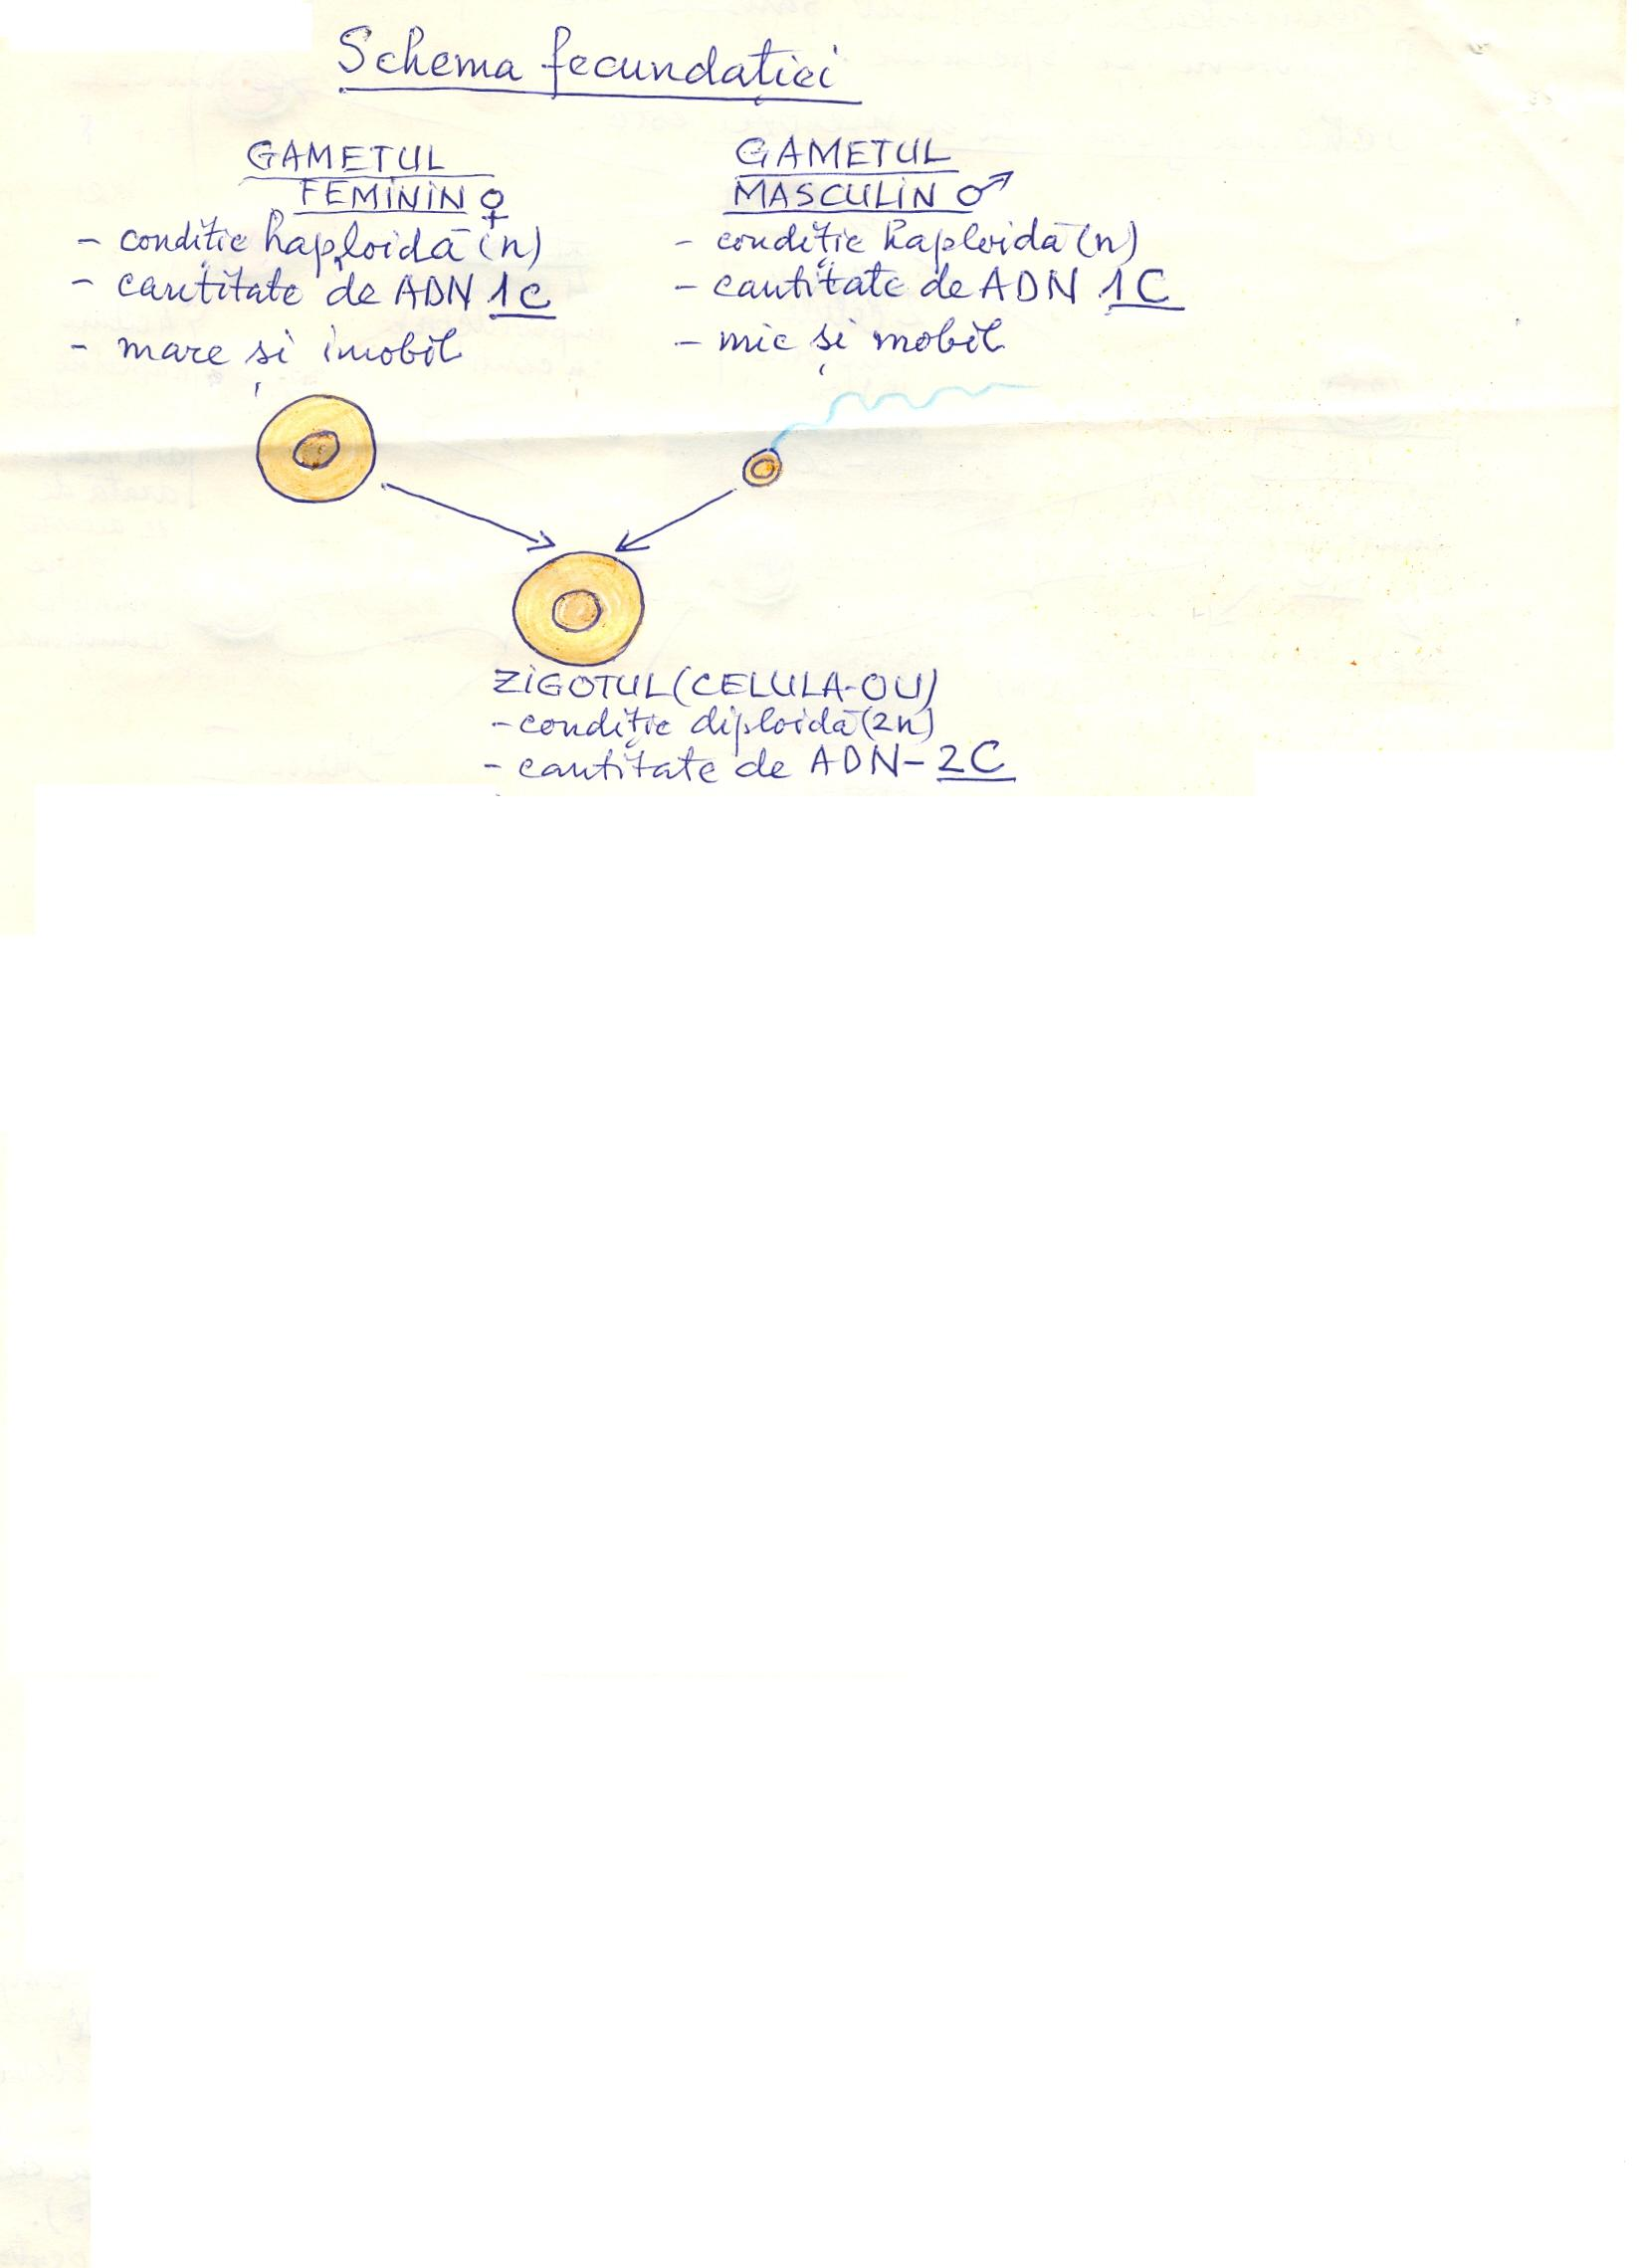 Schema fecundației
GAMETUL
FEMININ ♀
- condiție haploidă (n)
- cantitate de ADN 1C
- mare și imobil
GAMETUL
MASCULIN ♂
- condiție haploidă (n)
- cantitate de ADN 1C
- mic și mobil
ZIGOTUL (CELULA-OU)
- condiție diploidă (2n)
- cantitate de ADN - 2C